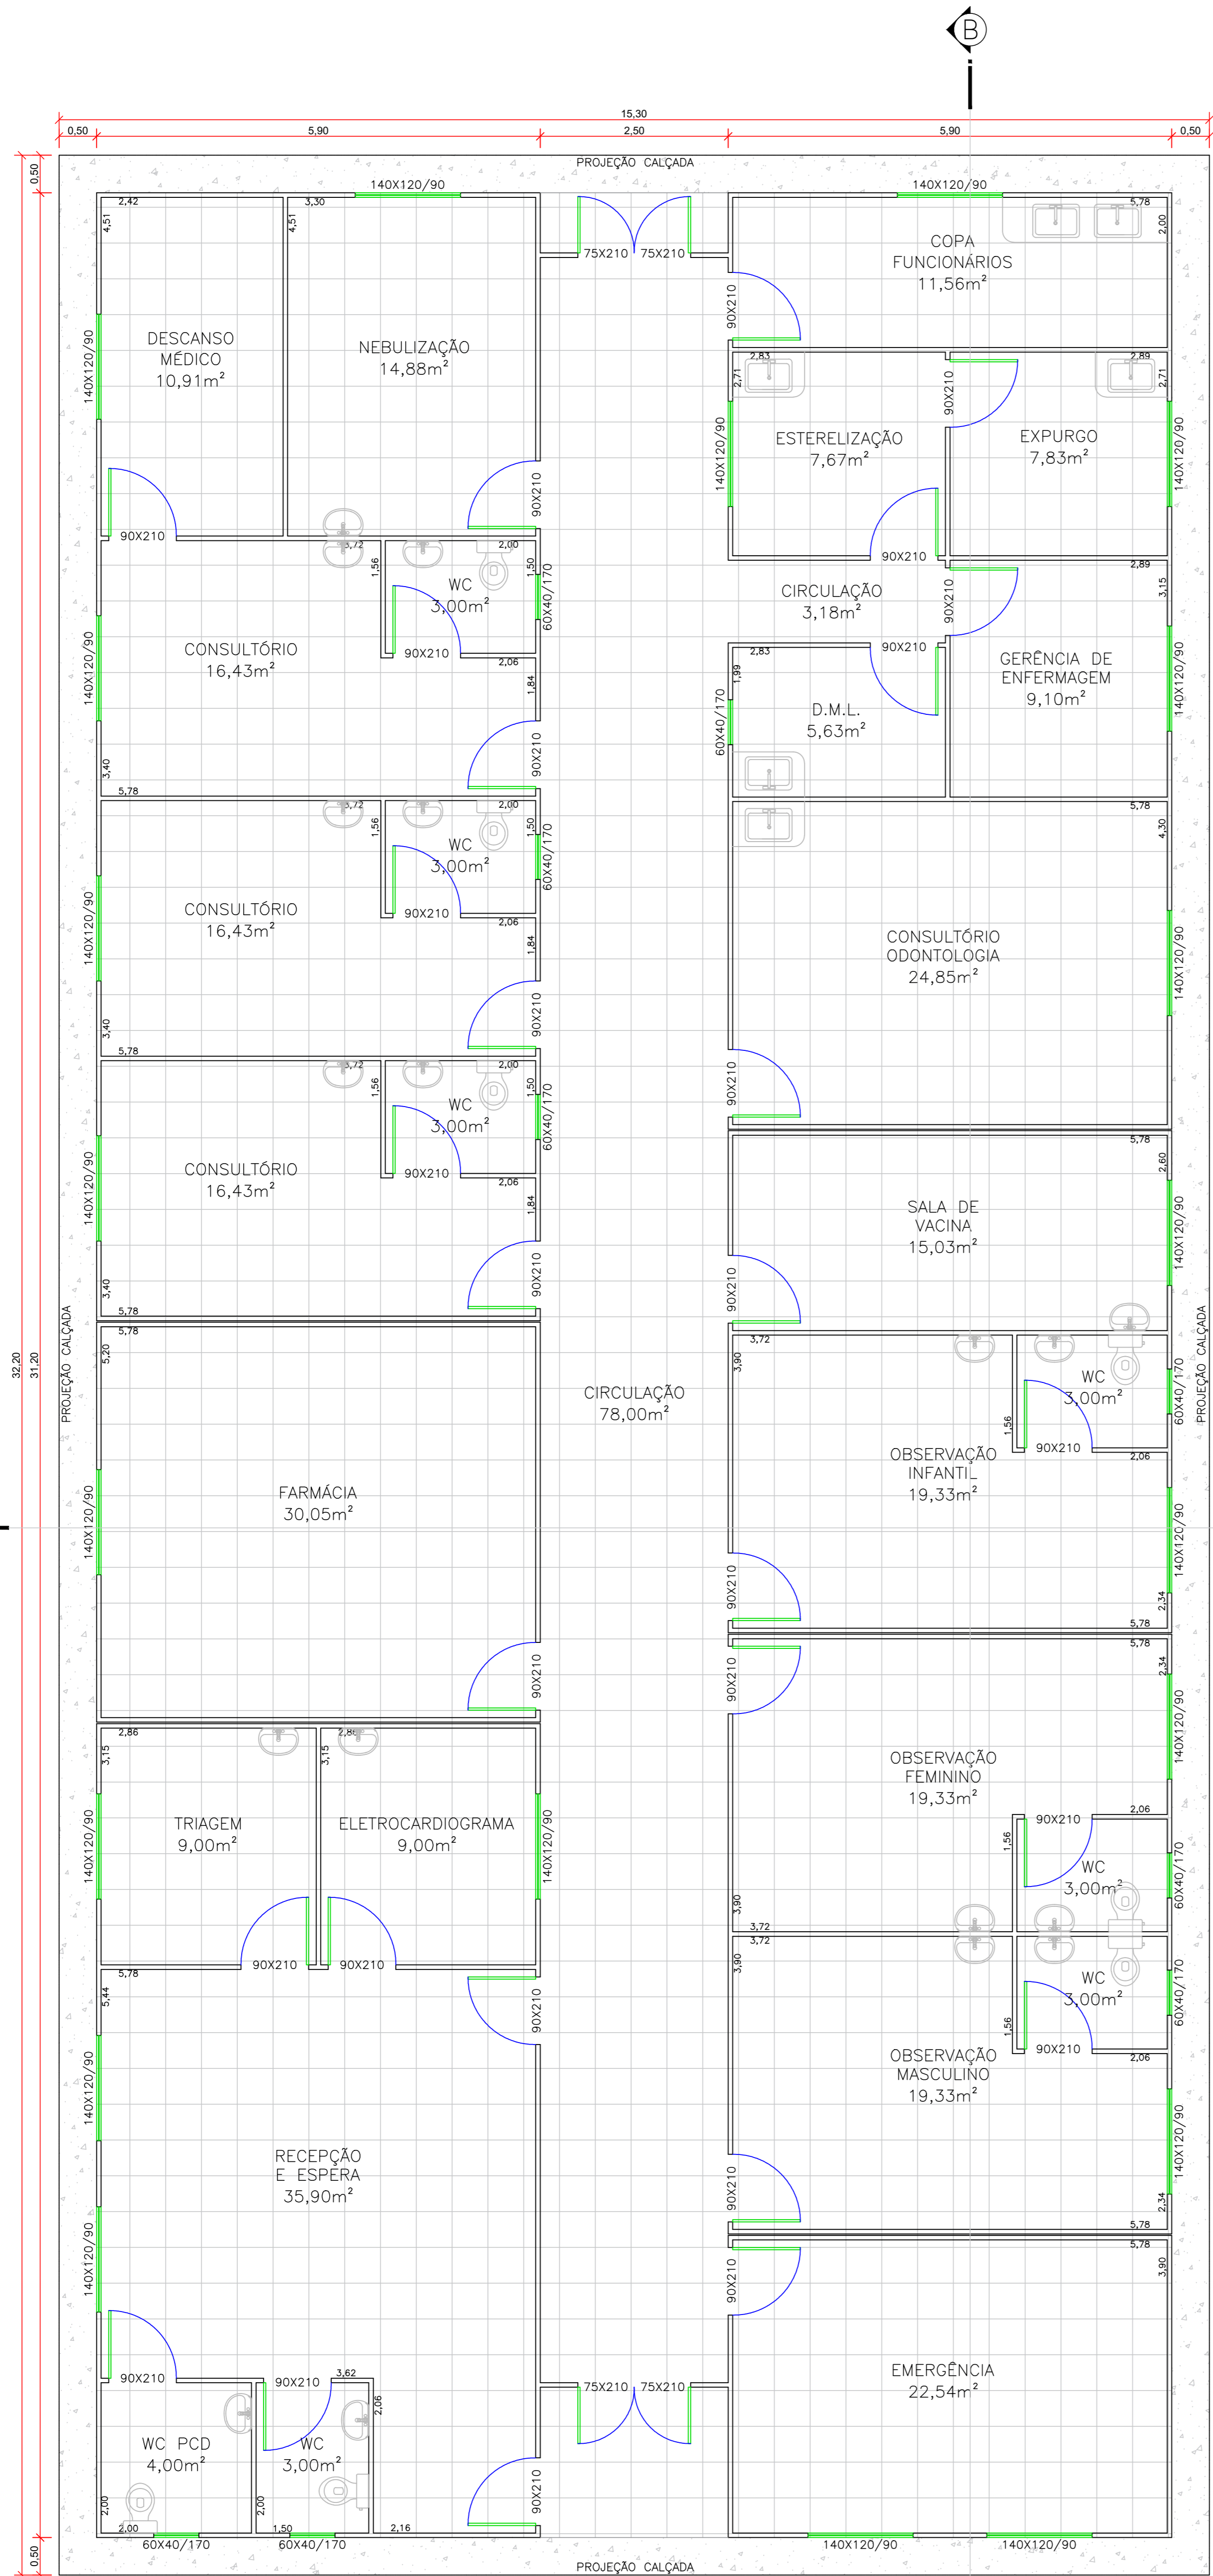 B
15,30
0,50
5,90
2,50
5,90
0,50
0,50
32,20
31,20
0,50
PROJEÇÃO CALÇADA
140X120/90
140X120/90
2,42
4,51
3,30
4,51
5,78
2,00
75X210
75X210
COPA
FUNCIONÁRIOS
11,56m²
90X210
DESCANSO
MÉDICO
10,91m²
140X120/90
NEBULIZAÇÃO
14,88m²
90X210
90X210
2,83
2,71
2,89
2,71
90X210
ESTERELIZAÇÃO
7,67m²
EXPURGO
7,83m²
140X120/90
140X120/90
90X210
3,72
1,56
2,00
1,50
WC
3,00m²
60X40/170
90X210
2,06
1,84
CONSULTÓRIO
16,43m²
140X120/90
90X210
3,40
5,78
CIRCULAÇÃO
3,18m²
90X210
2,89
3,15
2,83
90X210
1,99
GERÊNCIA DE
ENFERMAGEM
9,10m²
140X120/90
D.M.L.
5,63m²
60X40/170
3,72
1,56
2,00
1,50
WC
3,00m²
60X40/170
90X210
2,06
1,84
CONSULTÓRIO
16,43m²
140X120/90
90X210
3,40
5,78
5,78
4,30
CONSULTÓRIO
ODONTOLOGIA
24,85m²
140X120/90
90X210
3,72
1,56
2,00
1,50
WC
3,00m²
60X40/170
90X210
2,06
1,84
CONSULTÓRIO
16,43m²
140X120/90
90X210
3,40
5,78
5,78
2,60
SALA DE
VACINA
15,03m²
140X120/90
90X210
PROJEÇÃO CALÇADA
PROJEÇÃO CALÇADA
5,78
5,20
CIRCULAÇÃO
78,00m²
FARMÁCIA
30,05m²
140X120/90
90X210
3,72
3,90
WC
3,00m²
60X40/170
1,56
90X210
2,06
OBSERVAÇÃO
INFANTIL
19,33m²
140X120/90
90X210
2,34
5,78
5,78
2,34
90X210
140X120/90
OBSERVAÇÃO
FEMININO
19,33m²
2,06
90X210
1,56
WC
3,00m²
60X40/170
3,90
3,72
2,86
3,15
2,86
3,15
TRIAGEM
9,00m²
ELETROCARDIOGRAMA
9,00m²
140X120/90
140X120/90
90X210
90X210
5,78
5,44
90X210
3,72
3,90
WC
3,00m²
60X40/170
1,56
90X210
2,06
OBSERVAÇÃO
MASCULINO
19,33m²
140X120/90
90X210
2,34
5,78
140X120/90
RECEPÇÃO
E ESPERA
35,90m²
140X120/90
5,78
3,90
90X210
EMERGÊNCIA
22,54m²
90X210
90X210
3,62
2,06
75X210
75X210
WC PCD
4,00m²
WC
3,00m²
90X210
2,00
2,00
2,00
1,50
2,16
60X40/170
60X40/170
140X120/90
140X120/90
PROJEÇÃO CALÇADA